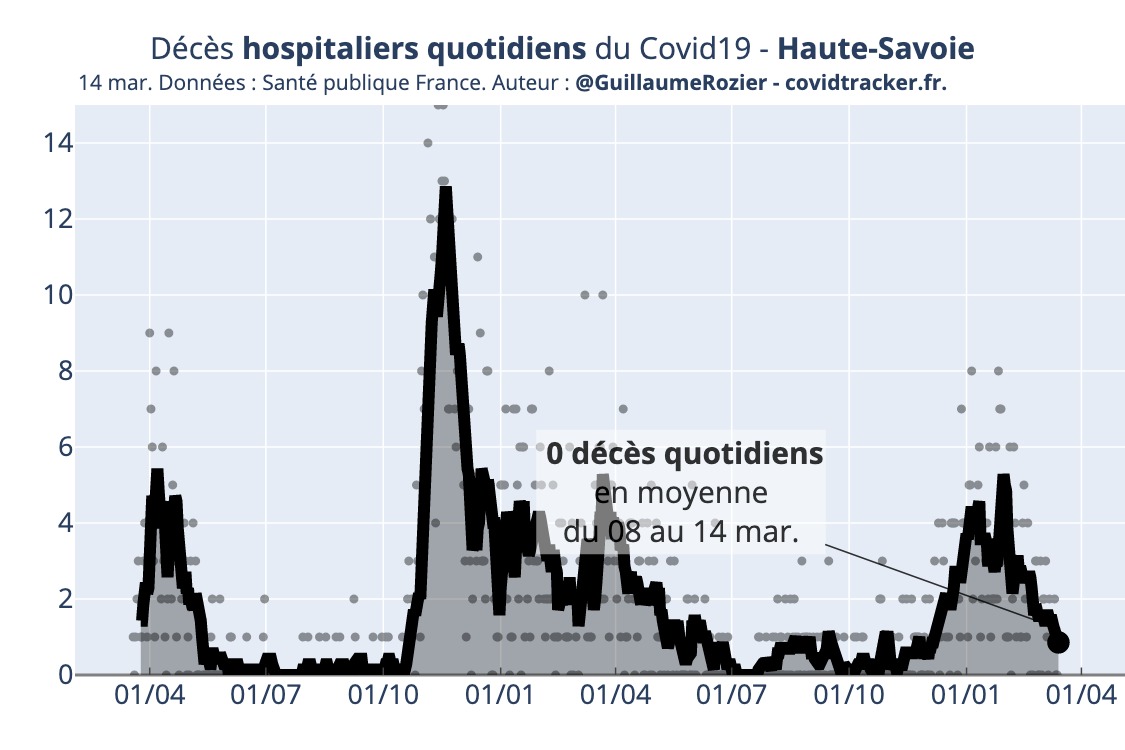 Décès hospitaliers quotidiens du Covid19 - Haute-Savoie
14 mar. Données : Santé publique France. Auteur : @GuillaumeRozier - covidtracker.fr.
14
12
10
8
6
4
2
0
0 décès quotidiens
en moyenne
du 08 au 14 mar.
01/04 01/07 01/10 01/01 01/04 01/07 01/10 01/01 01/04